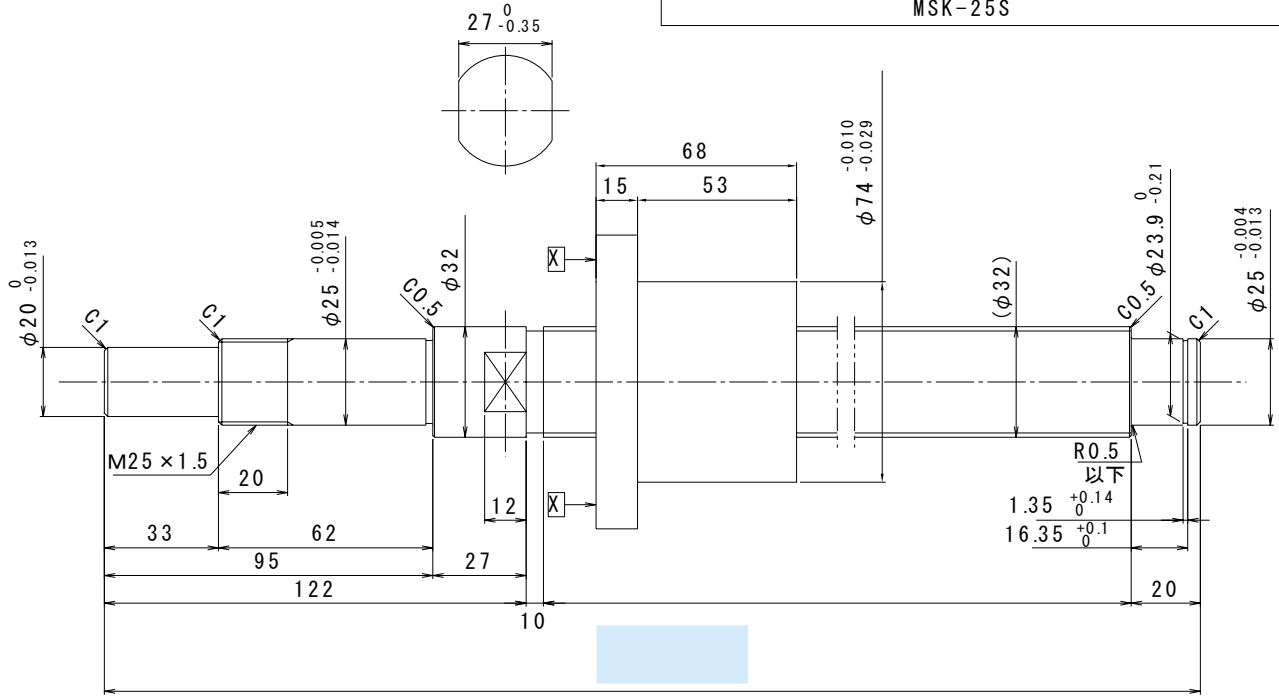 MSK-25S
27 0 -0.35
68
15
53
φ74 -0.010 -0.029
φ20 0 -0.013
C1
C1
φ25 -0.005 -0.014
C0.5
φ32
X
(φ32)
C0.5
φ23.9 0 -0.21
C1
φ25 -0.004 -0.013
M25×1.5
20
12
X
R0.5
以下
1.35 +0.14 0
16.35 +0.1 0
33
62
95
27
122
10
20